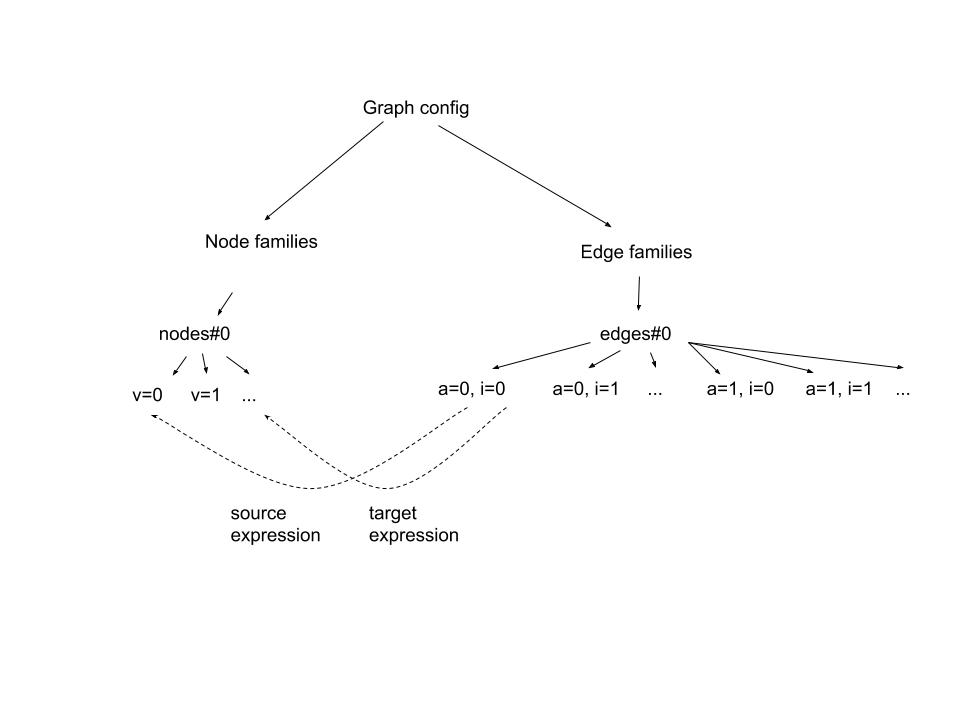 Graph config
Node families
Edge families
nodes#0
edges#0
v=0
v=1
...
a=0, i=0
a=0, i=1
...
a=1, i=0
a=1, i=1
...
source
expression
target
expression